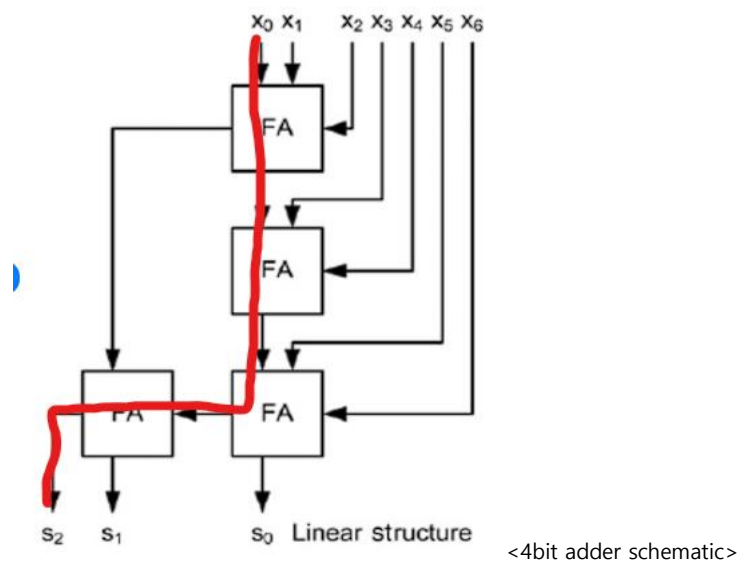 x₀ x₁ x₂ x₃ x₄ x₅ x₆
FA
FA
FA FA
s₂ s₁ s₀ Linear structure
<4bit adder schematic>